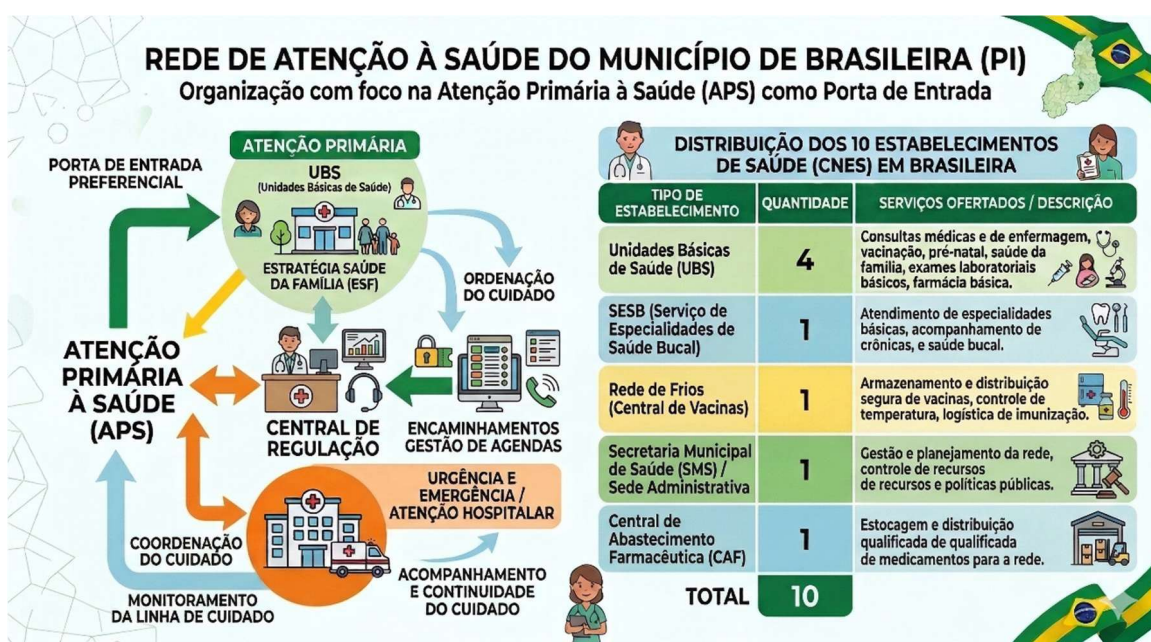 REDE DE ATENÇÃO À SAÚDE DO MUNICÍPIO DE BRASILEIRA (PI)
Organização com foco na Atenção Primária à Saúde (APS) como Porta de Entrada
PORTA DE ENTRADA
PREFERENCIAL
ATENÇÃO PRIMÁRIA
UBS
(Unidades Básicas de Saúde)
ESTRATÉGIA SAÚDE
DA FAMÍLIA (ESF)
ORDENAÇÃO
DO CUIDADO
ATENÇÃO
PRIMÁRIA
À SAÚDE
(APS)
CENTRAL DE
REGULAÇÃO
ENCAMINHAMENTOS
GESTÃO DE AGENDAS
URGÊNCIA E
EMERGÊNCIA /
ATENÇÃO HOSPITALAR
COORDENAÇÃO
DO CUIDADO
MONITORAMENTO
DA LINHA DE CUIDADO
ACOMPANHAMENTO
E CONTINUIDADE
DO CUIDADO
DISTRIBUIÇÃO DOS 10 ESTABELECIMENTOS
DE SAÚDE (CNES) EM BRASILEIRA
TIPO DE
ESTABELECIMENTO
QUANTIDADE
SERVIÇOS OFERTADOS / DESCRIÇÃO
Unidades Básicas
de Saúde (UBS)
4
Consultas médicas e de enfermagem,
vacinação, pré-natal, saúde da
família, exames laboratoriais
básicos, farmácia básica.
SESB (Serviço de
Especialidades de
Saúde Bucal)
1
Atendimento de especialidades
básicas, acompanhamento de
crônicas, e saúde bucal.
Rede de Frios
(Central de Vacinas)
1
Armazenamento e distribuição
segura de vacinas, controle de
temperatura, logística de imunização.
Secretaria Municipal
de Saúde (SMS) /
Sede Administrativa
1
Gestão e planejamento da rede,
controle de recursos
de recursos e políticas públicas.
Central de
Abastecimento
Farmacêutica (CAF)
1
Estocagem e distribuição
qualificada de qualificada
de medicamentos para a rede.
TOTAL
10